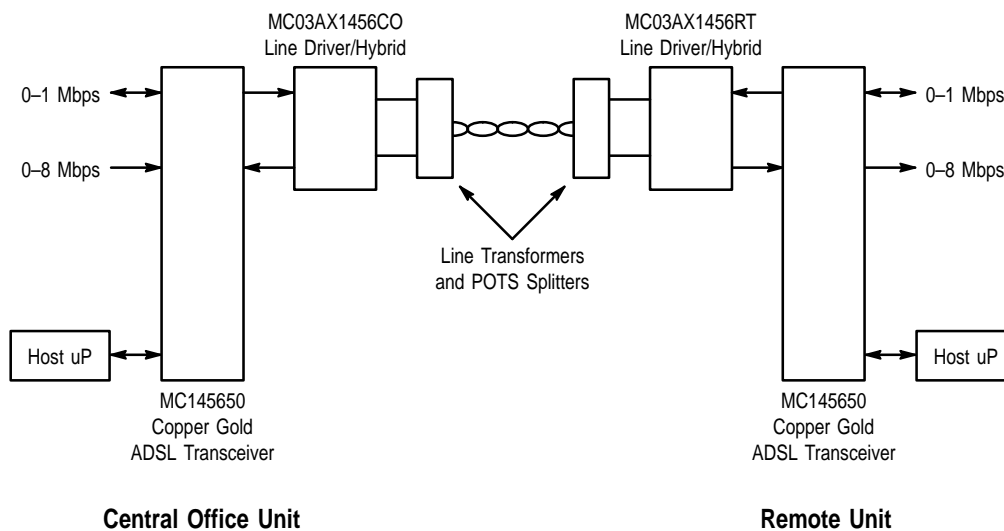 MC03AX1456CO
Line Driver/Hybrid
MC03AX1456RT
Line Driver/Hybrid
0–1 Mbps
0–1 Mbps
0–8 Mbps
0–8 Mbps
Line Transformers
and POTS Splitters
Host uP
Host uP
MC145650
Copper Gold
ADSL Transceiver
MC145650
Copper Gold
ADSL Transceiver
Central Office Unit
Remote Unit